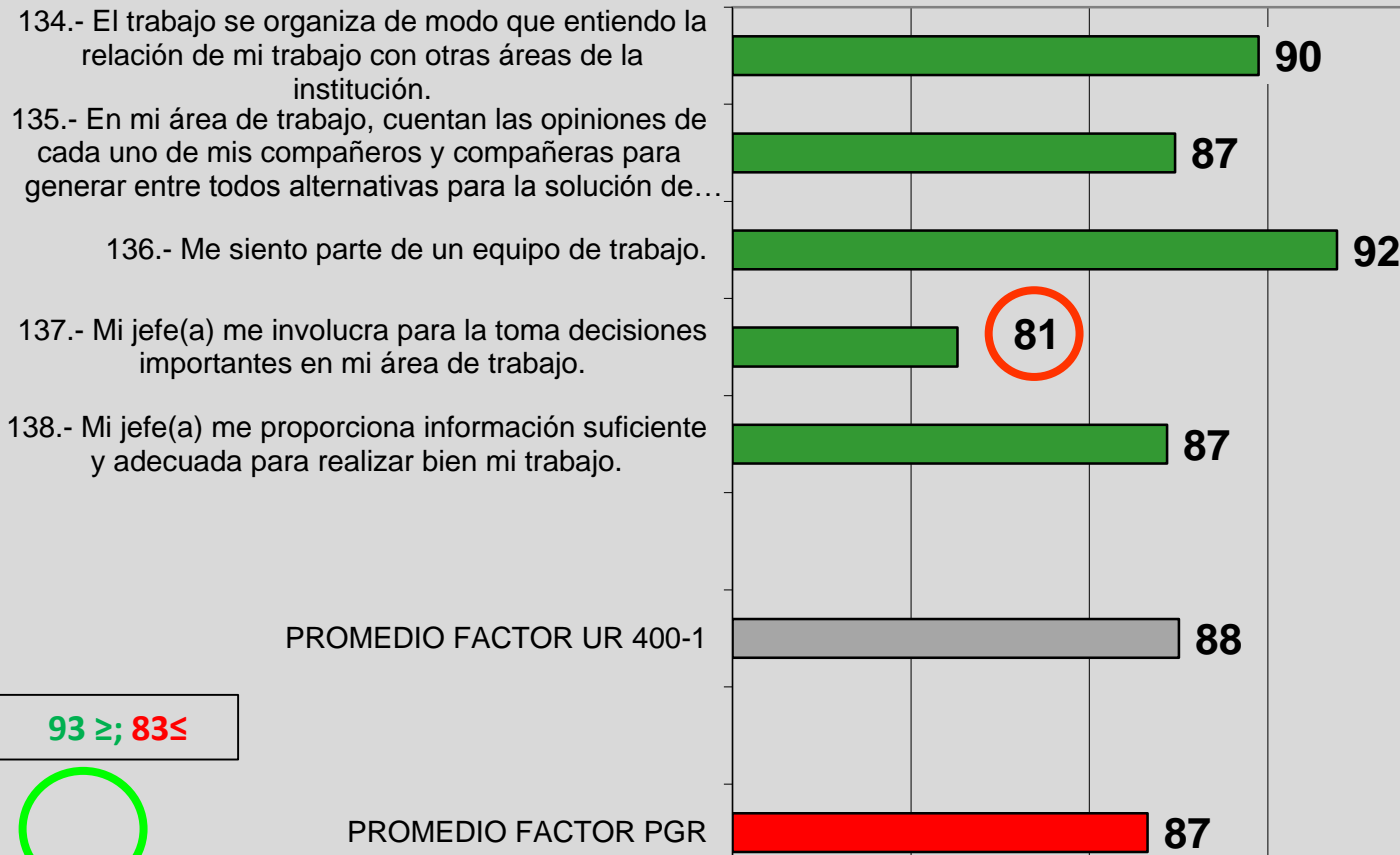 134.- El trabajo se organiza de modo que entiendo la
relación de mi trabajo con otras áreas de la
institución.
90
135.- En mi área de trabajo, cuentan las opiniones de
cada uno de mis compañeros y compañeras para
generar entre todos alternativas para la solución de…
87
136.- Me siento parte de un equipo de trabajo.
92
137.- Mi jefe(a) me involucra para la toma decisiones
importantes en mi área de trabajo.
81
138.- Mi jefe(a) me proporciona información suficiente
y adecuada para realizar bien mi trabajo.
87
PROMEDIO FACTOR UR 400-1
88
93 ≥; 83≤
PROMEDIO FACTOR PGR
87